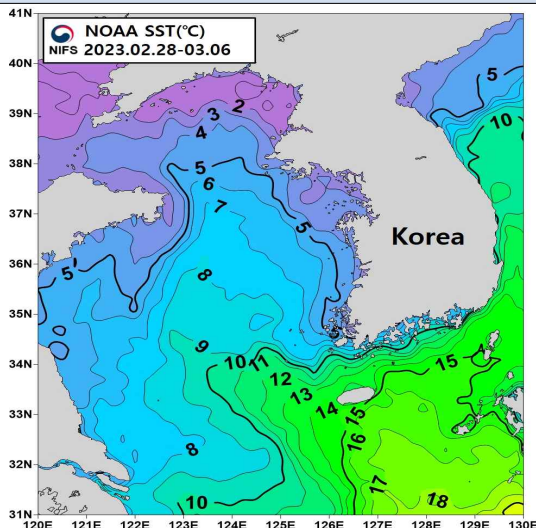 NOAA SST(℃)
NIFS 2023.02.28-03.06
41N
40N
39N
38N
37N
36N
35N
34N
33N
32N
31N
120E 121E 122E 123E 124E 125E 126E 127E 128E 129E 130E
5
10
2
3
4
5
6
7
5
Korea
5
8
9
10
11
12
13
14
15
15
16
8
17
10
18